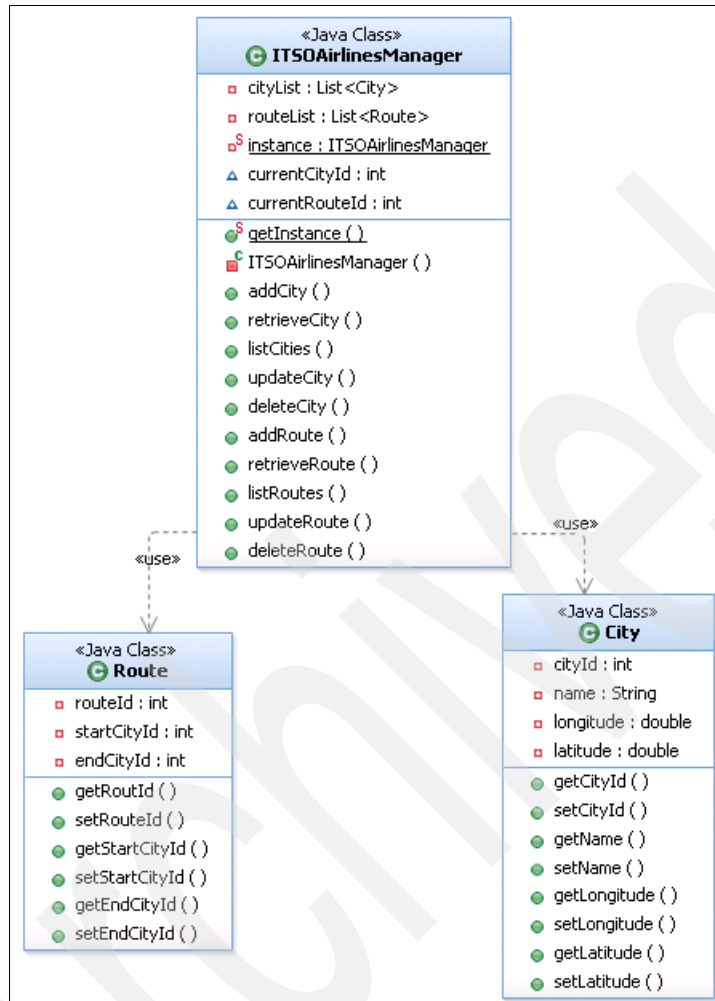 «Java Class»
ITSOAirlinesManager
cityList : List<City>
routeList : List<Route>
instance : ITSOAirlinesManager
currentCityId : int
currentRouteId : int
getInstance ( )
ITSOAirlinesManager ( )
addCity ( )
retrieveCity ( )
listCities ( )
updateCity ( )
deleteCity ( )
addRoute ( )
retrieveRoute ( )
listRoutes ( )
updateRoute ( )
deleteRoute ( )
«use»
«use»
«Java Class»
Route
routeId : int
startCityId : int
endCityId : int
getRoutId ( )
setRouteId ( )
getStartCityId ( )
setStartCityId ( )
getEndCityId ( )
setEndCityId ( )
«Java Class»
City
cityId : int
name : String
longitude : double
latitude : double
getCityId ( )
setCityId ( )
getName ( )
setName ( )
getLongitude ( )
setLongitude ( )
getLatitude ( )
setLatitude ( )